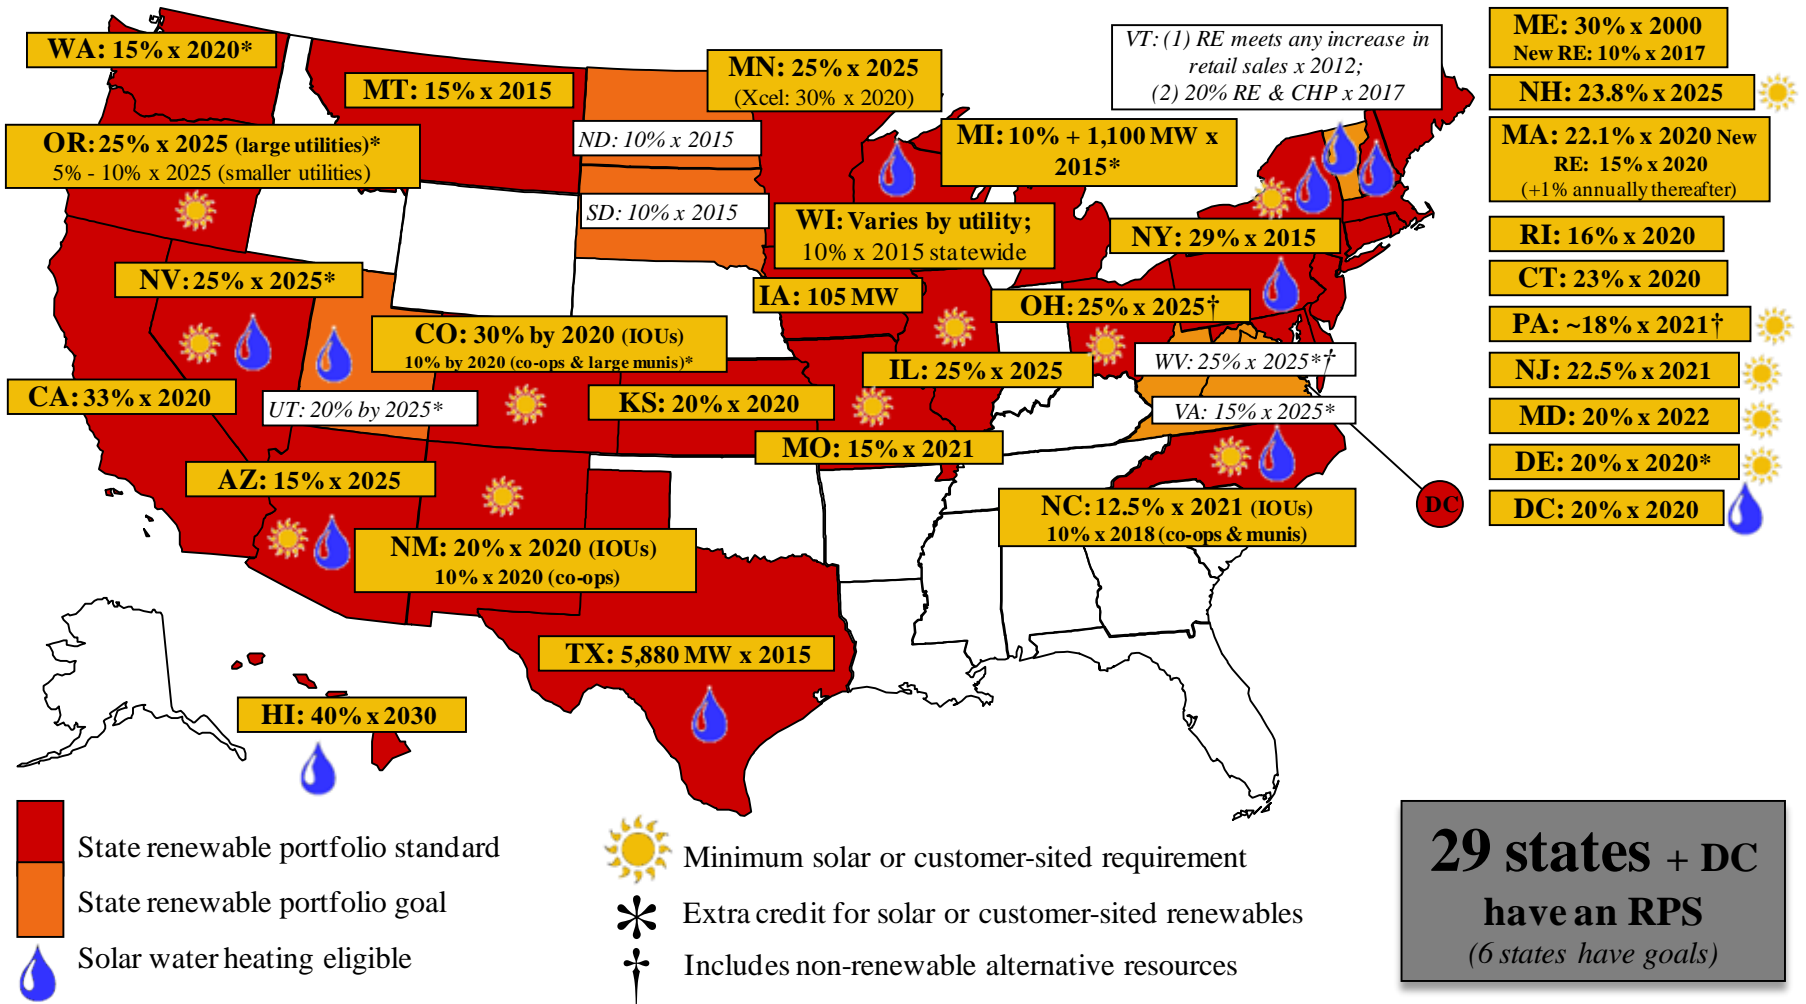 WA: 15% x 2020*
MT: 15% x 2015
MN: 25% x 2025
(Xcel: 30% x 2020)
VT: (1) RE meets any increase in
retail sales x 2012;
(2) 20% RE & CHP x 2017
ME: 30% x 2000
New RE: 10% x 2017
NH: 23.8% x 2025
OR: 25% x 2025 (large utilities)*
5% - 10% x 2025 (smaller utilities)
ND: 10% x 2015
MI: 10% + 1,100 MW x
2015*
MA: 22.1% x 2020 New
RE: 15% x 2020
(+1% annually thereafter)
SD: 10% x 2015
WI: Varies by utility;
10% x 2015 statewide
NY: 29% x 2015
RI: 16% x 2020
NV: 25% x 2025*
IA: 105 MW
OH: 25% x 2025†
CT: 23% x 2020
CO: 30% by 2020 (IOUs)
10% by 2020 (co-ops & large munis)*
PA: ~18% x 2021†
WV: 25% x 2025*†
IL: 25% x 2025
NJ: 22.5% x 2021
CA: 33% x 2020
UT: 20% by 2025*
KS: 20% x 2020
VA: 15% x 2025*
MD: 20% x 2022
MO: 15% x 2021
DE: 20% x 2020*
AZ: 15% x 2025
DC
DC: 20% x 2020
NC: 12.5% x 2021 (IOUs)
10% x 2018 (co-ops & munis)
NM: 20% x 2020 (IOUs)
10% x 2020 (co-ops)
TX: 5,880 MW x 2015
HI: 40% x 2030
State renewable portfolio standard
State renewable portfolio goal
Solar water heating eligible
Minimum solar or customer-sited requirement
* Extra credit for solar or customer-sited renewables
† Includes non-renewable alternative resources
29 states + DC
have an RPS
(6 states have goals)